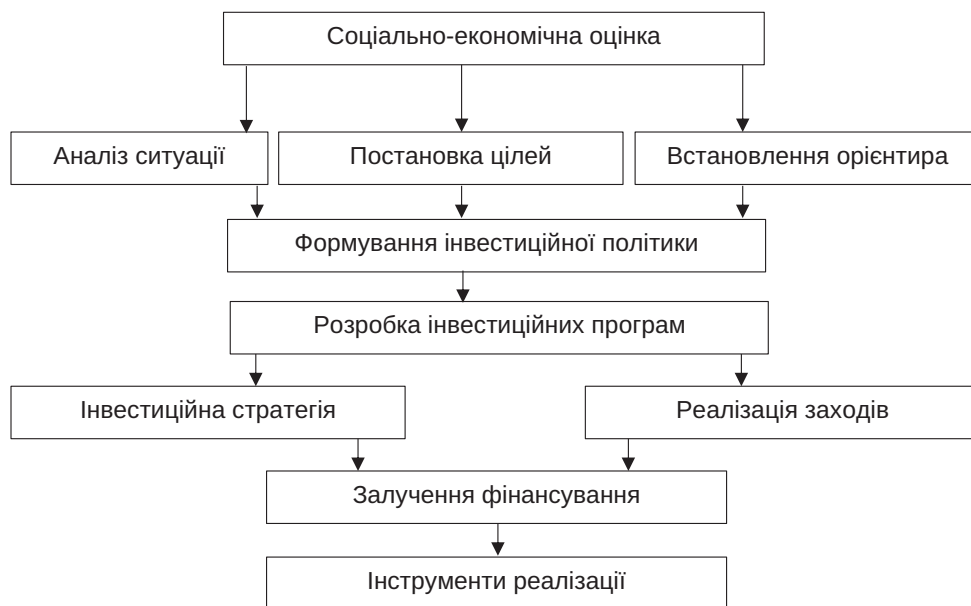 Соціально-економічна оцінка
Аналіз ситуації
Постановка цілей
Встановлення орієнтира
Формування інвестиційної політики
Розробка інвестиційних програм
Інвестиційна стратегія
Реалізація заходів
Залучення фінансування
Інструменти реалізації